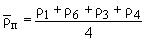 ρ̄ₚ = (ρ₁ + ρ₆ + ρ₃ + ρ₄) / 4